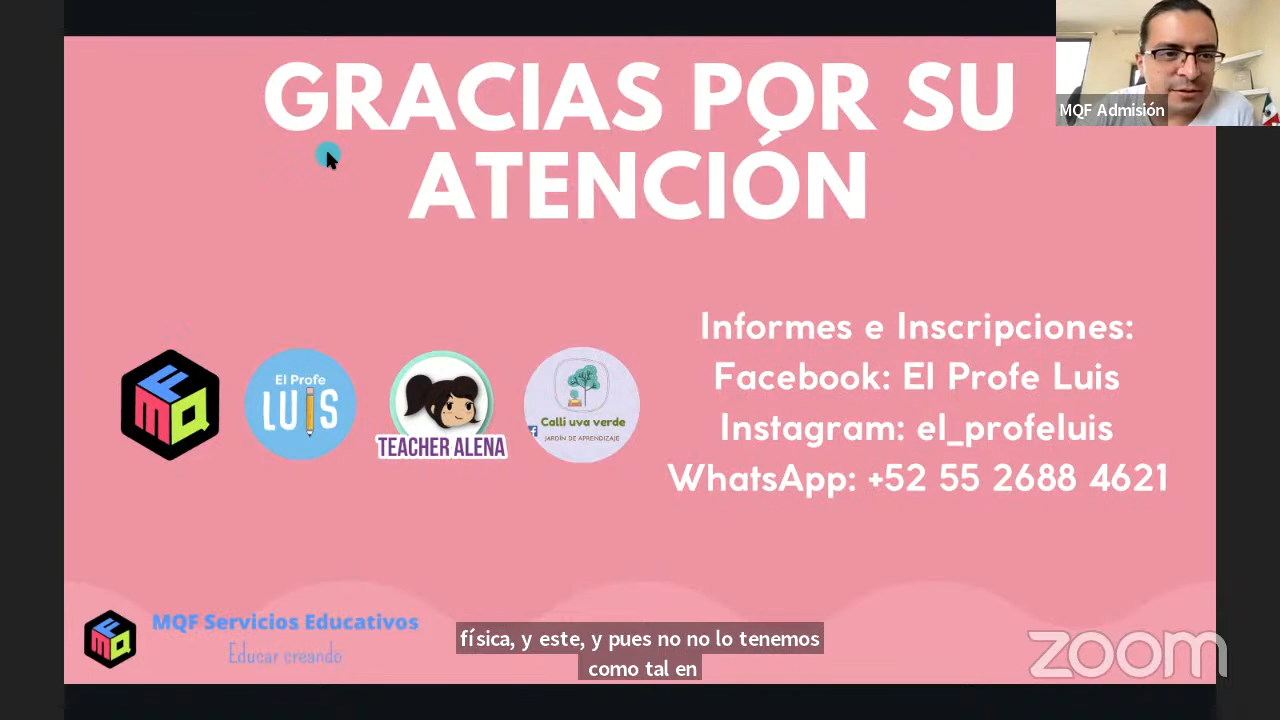 GRACIAS POR SU
ATENCIÓN
MQF Admisión
Informes e Inscripciones:
Facebook: El Profe Luis
Instagram: el_profeluis
WhatsApp: +52 55 2688 4621
MFQ
El Profe
LUIS
TEACHER ALENA
Calli uva verde
JARDÍN DE APRENDIZAJE
MFQ
MQF Servicios Educativos
Educar creando
física, y este, y pues no no lo tenemos
como tal en
zoom